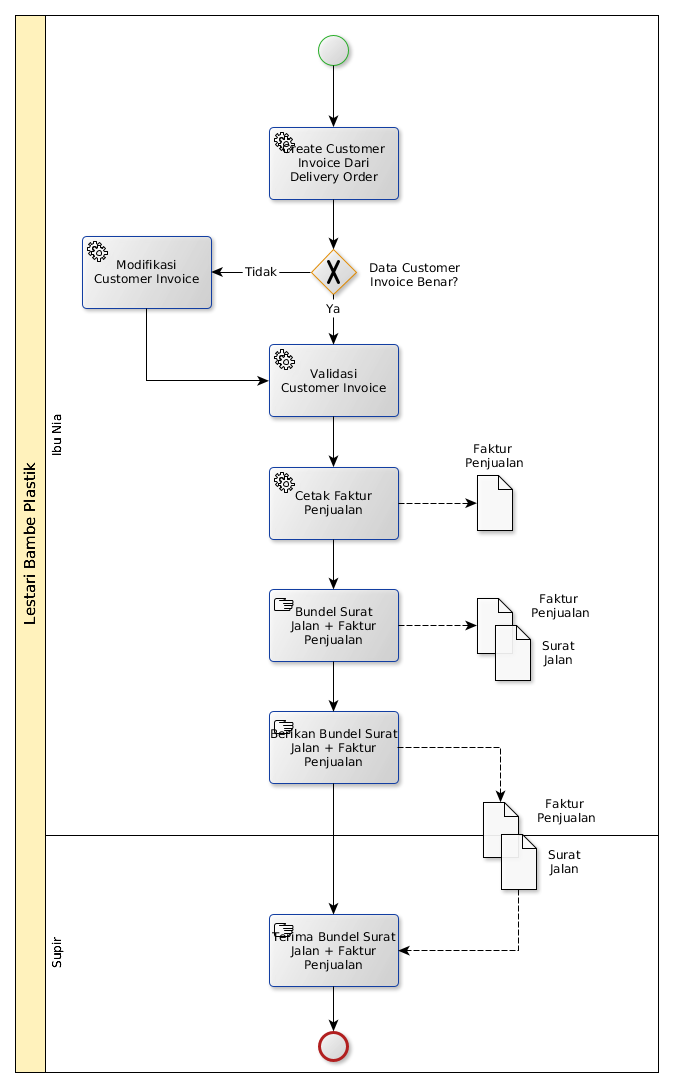 Create Customer
Invoice Dari
Delivery Order
Modifikasi
Customer Invoice
Tidak
Data Customer
Invoice Benar?
Ya
Validasi
Customer Invoice
Ibu Nia
Lestari Bambe Plastik
Faktur
Penjualan
Cetak Faktur
Penjualan
Bundel Surat
Jalan + Faktur
Penjualan
Faktur
Penjualan
Surat
Jalan
Berikan Bundel Surat
Jalan + Faktur
Penjualan
Faktur
Penjualan
Surat
Jalan
Supir
Terima Bundel Surat
Jalan + Faktur
Penjualan